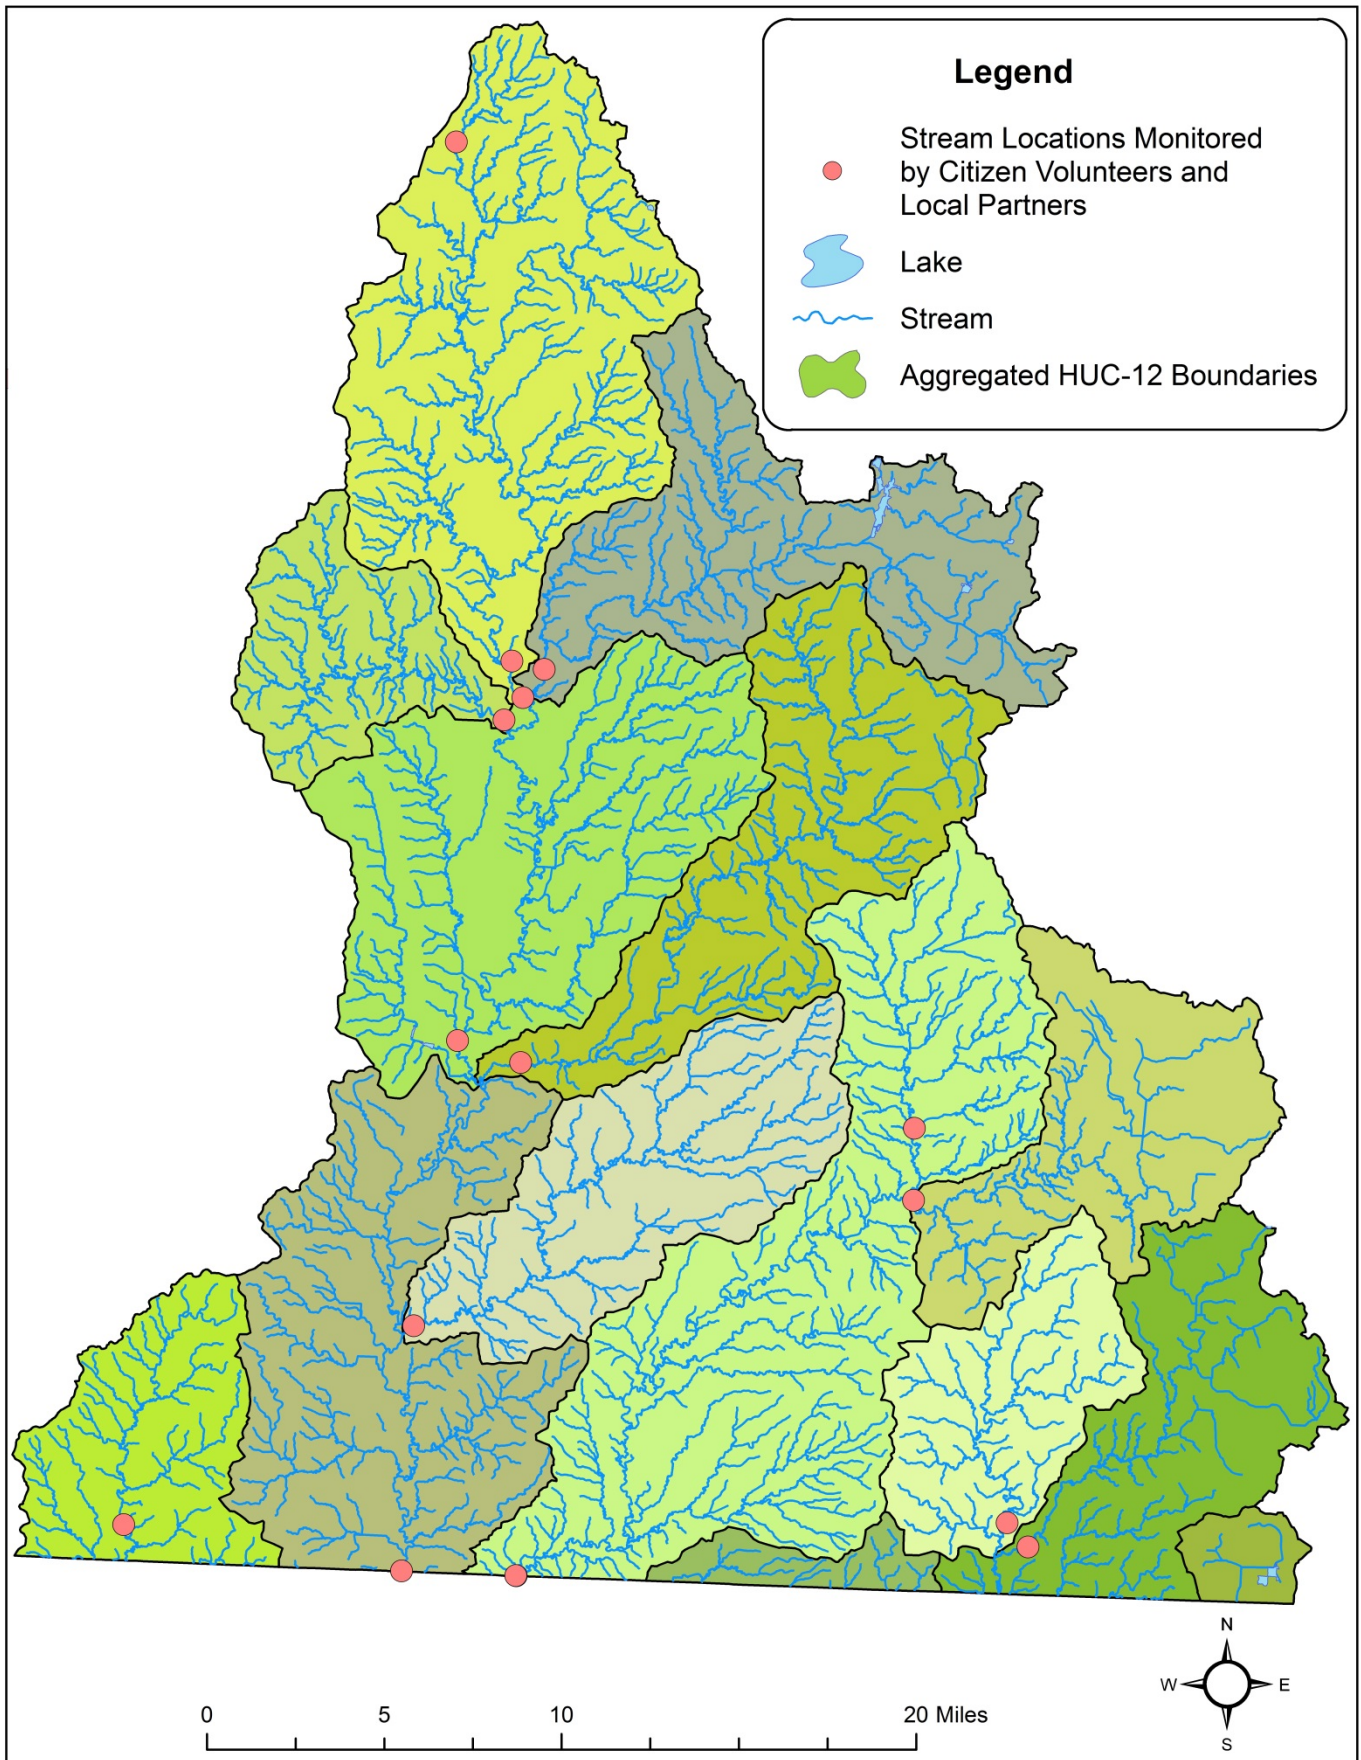 Legend
Stream Locations Monitored
by Citizen Volunteers and
Local Partners
Lake
Stream
Aggregated HUC-12 Boundaries
N
W E
S
0 5 10 20 Miles